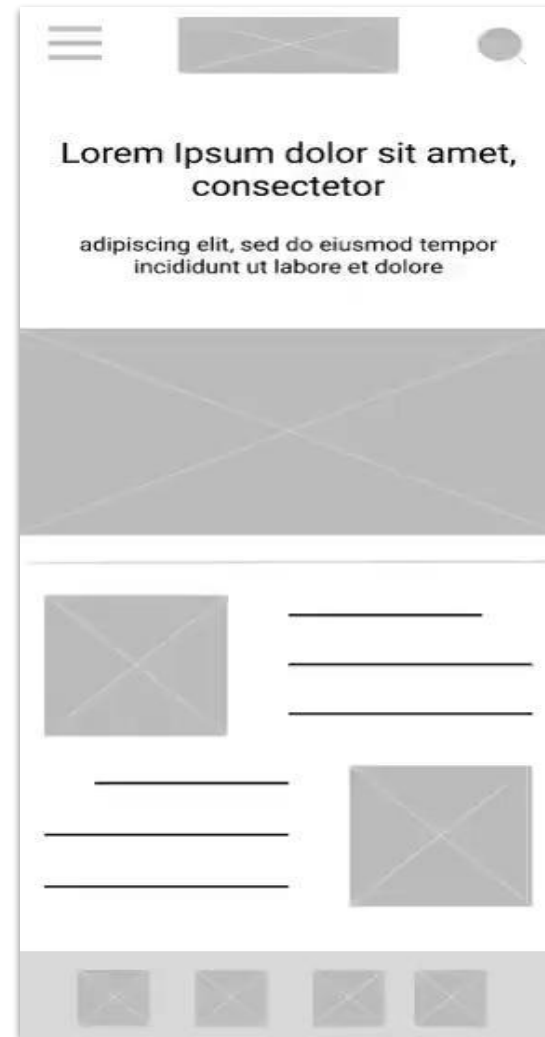 Lorem Ipsum dolor sit amet,
consectetor
adipiscing elit, sed do eiusmod tempor
incididunt ut labore et dolore